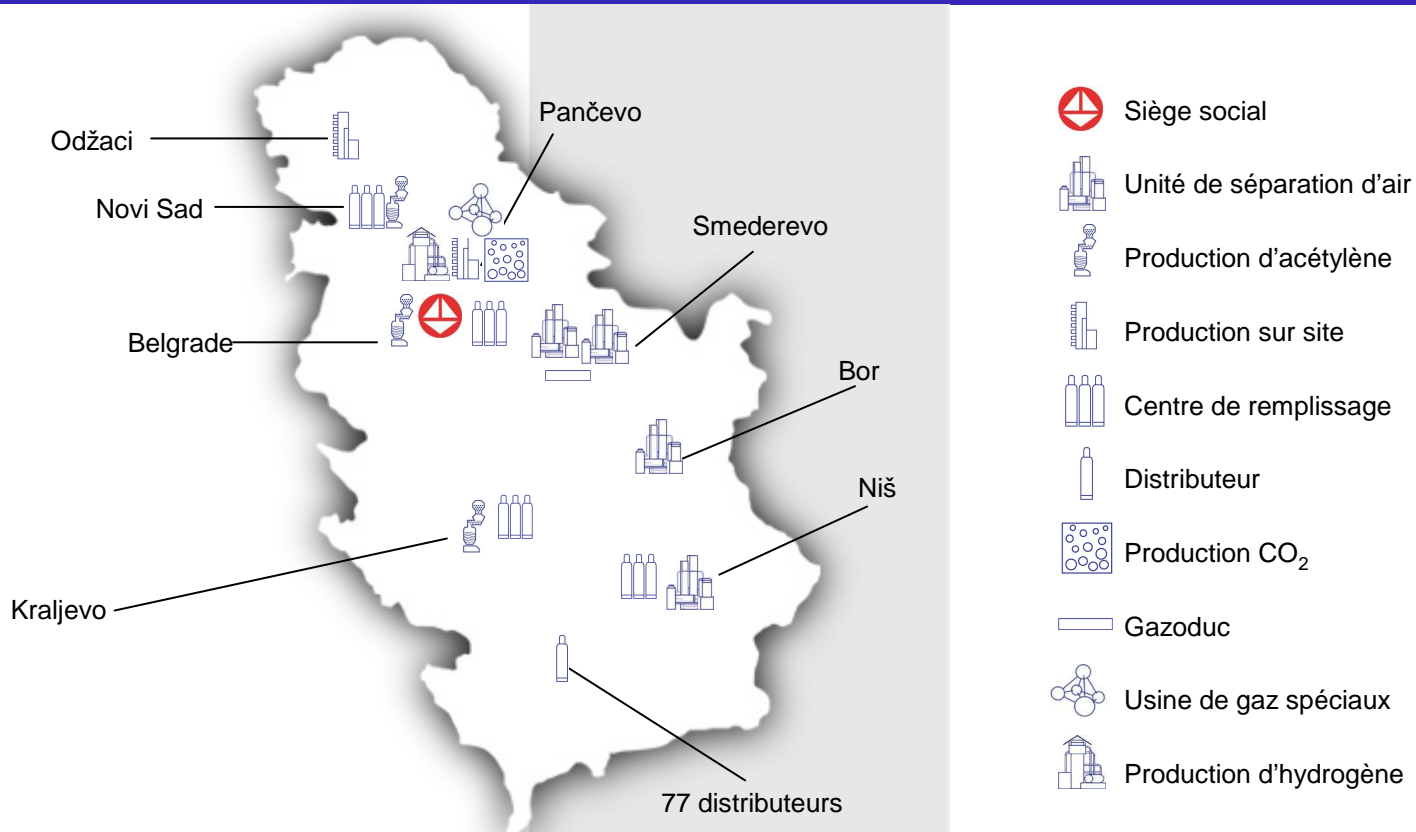 Pančevo
Odžaci
Novi Sad
Smederevo
Belgrade
Bor
Niš
Kraljevo
77 distributeurs
Siège social
Unité de séparation d’air
Production d’acétylène
Production sur site
Centre de remplissage
Distributeur
Production CO₂
Gazoduc
Usine de gaz spéciaux
Production d’hydrogène